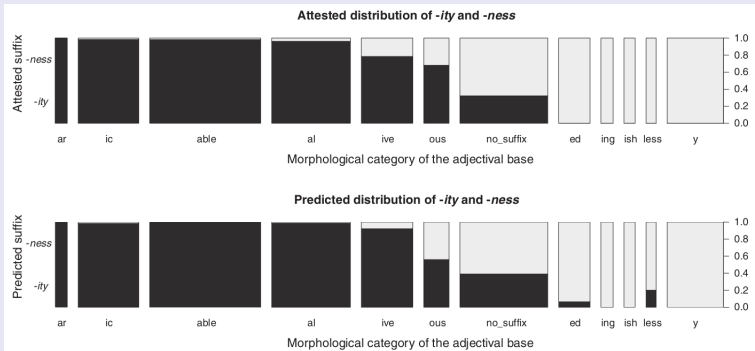 Attested distribution of -ity and -ness
Attested suffix
-ness
-ity
1.0
0.8
0.6
0.4
0.2
0.0
ar ic able al ive ous no_suffix ed ing ish less y
Morphological category of the adjectival base
Predicted distribution of -ity and -ness
Predicted suffix
-ness
-ity
1.0
0.8
0.6
0.4
0.2
0.0
ar ic able al ive ous no_suffix ed ing ish less y
Morphological category of the adjectival base